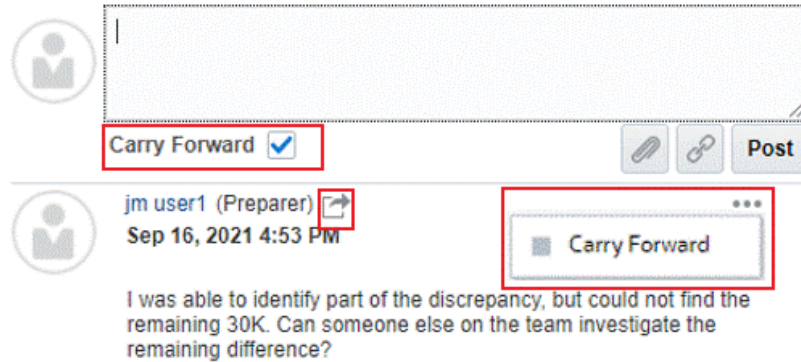 Carry Forward
Post
jm user1 (Preparer)
Sep 16, 2021 4:53 PM
Carry Forward
I was able to identify part of the discrepancy, but could not find the
remaining 30K. Can someone else on the team investigate the
remaining difference?